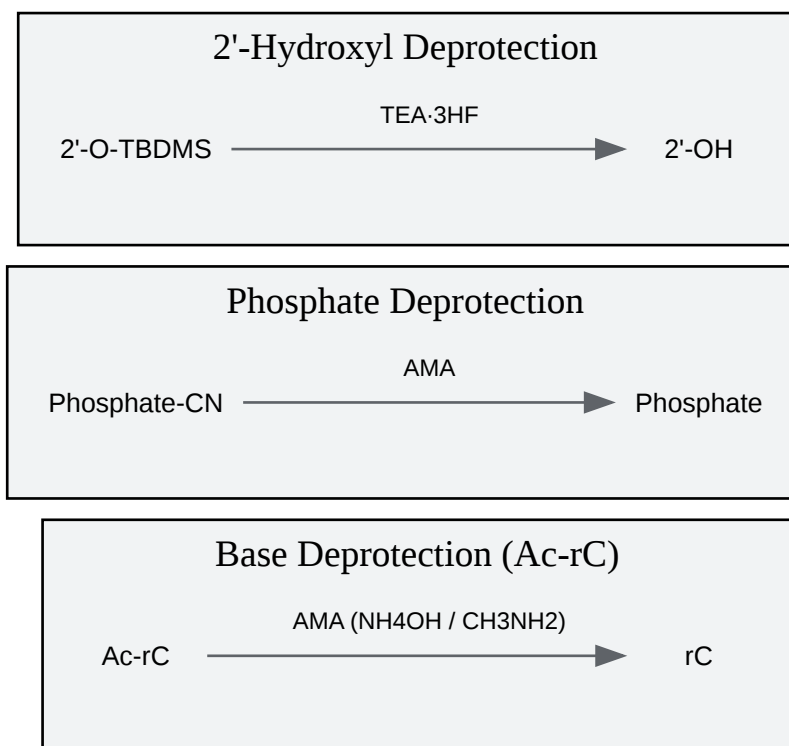 2'-Hydroxyl Deprotection
TEA·3HF
2'-O-TBDMS
2'-OH
Phosphate Deprotection
AMA
Phosphate-CN
Phosphate
Base Deprotection (Ac-rC)
AMA (NH4OH / CH3NH2)
Ac-rC
rC